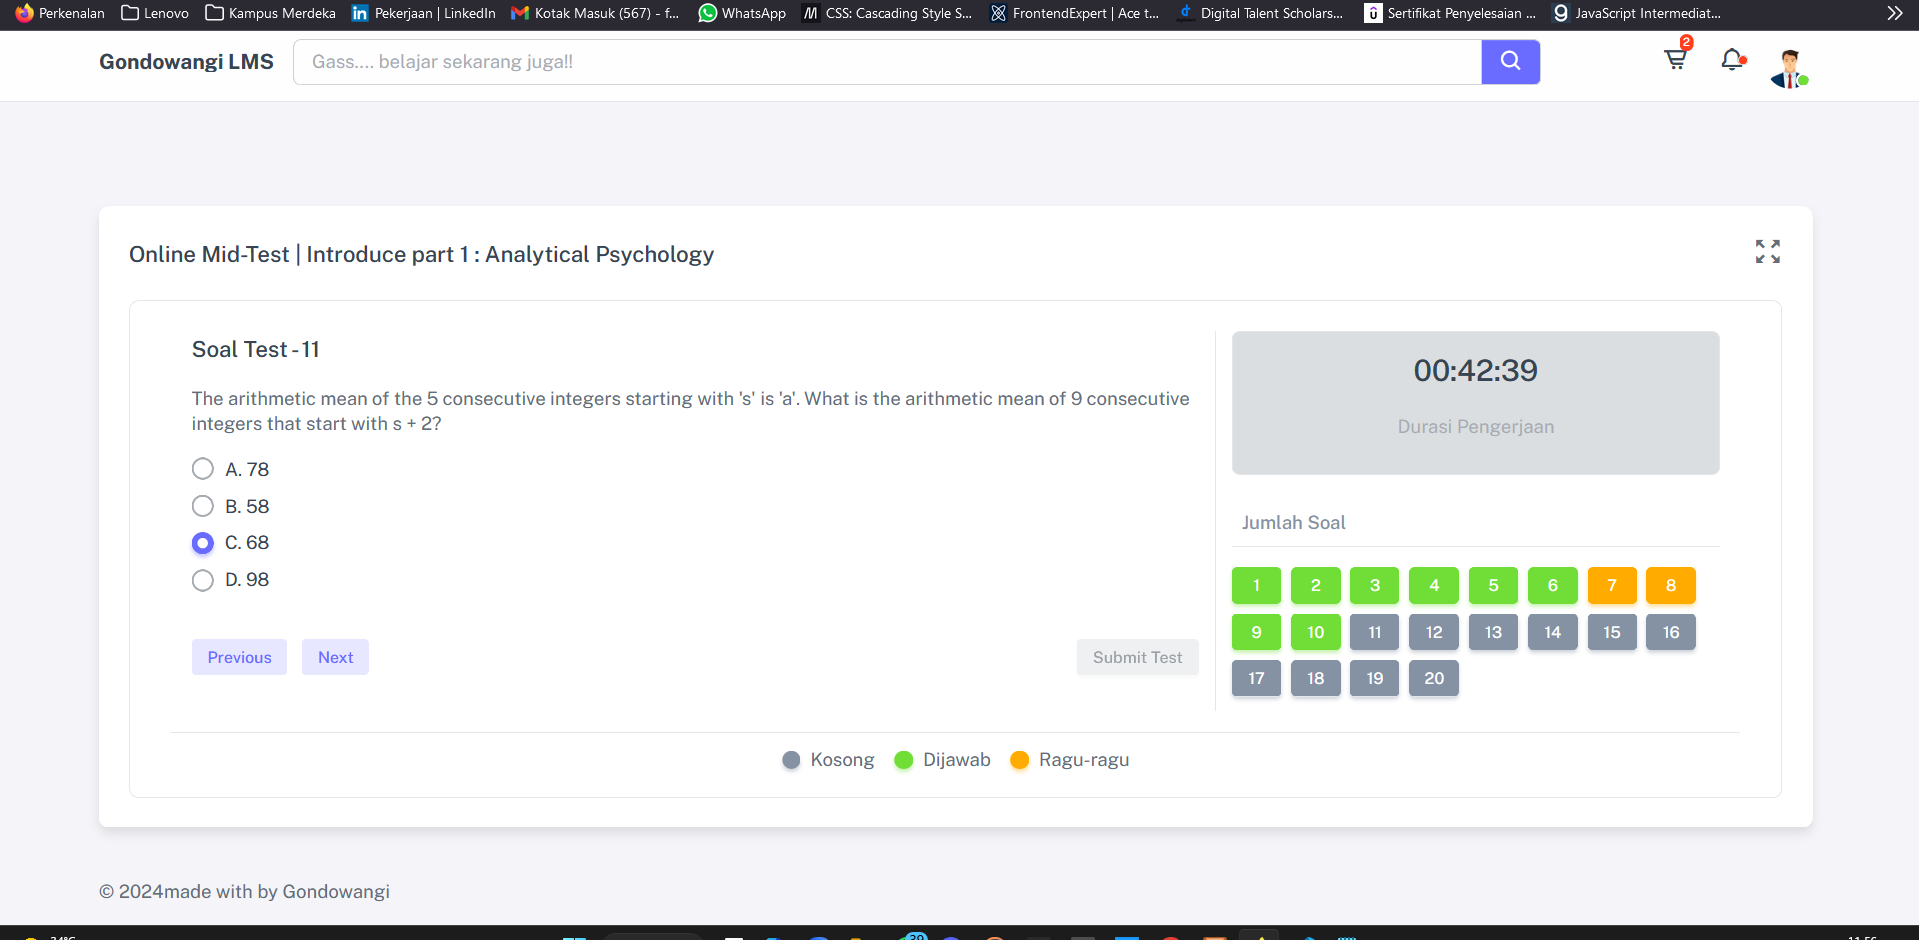 Perkenalan Lenovo Kampus Merdeka in Pekerjaan | LinkedIn Kotak Masuk (567) - f... WhatsApp CSS: Cascading Style S... FrontendExpert | Ace t... Digital Talent Scholars... Sertifikat Penyelesaian ... JavaScript Intermediat...
Gondowangi LMS
Gass.... belajar sekarang juga!!
2
Online Mid-Test | Introduce part 1 : Analytical Psychology
Soal Test - 11
The arithmetic mean of the 5 consecutive integers starting with 's' is 'a'. What is the arithmetic mean of 9 consecutive
integers that start with s + 2?
A. 78
B. 58
C. 68
D. 98
Previous Next Submit Test
00:42:39
Durasi Pengerjaan
Jumlah Soal
1 2 3 4 5 6 7 8
9 10 11 12 13 14 15 16
17 18 19 20
Kosong Dijawab Ragu-ragu
© 2024made with by Gondowangi